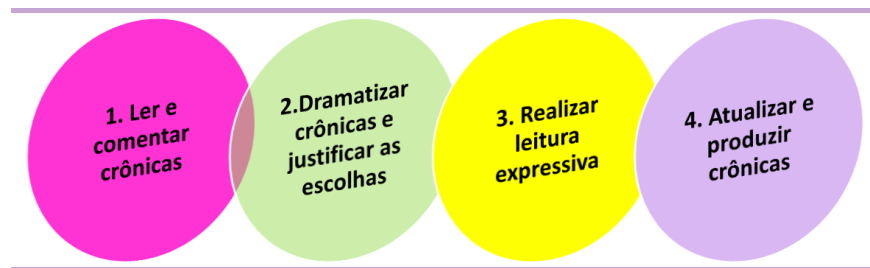 1. Ler e
comentar
crônicas
2.Dramatizar
crônicas e
justificar as
escolhas
3. Realizar
leitura
expressiva
4. Atualizar e
produzir
crônicas